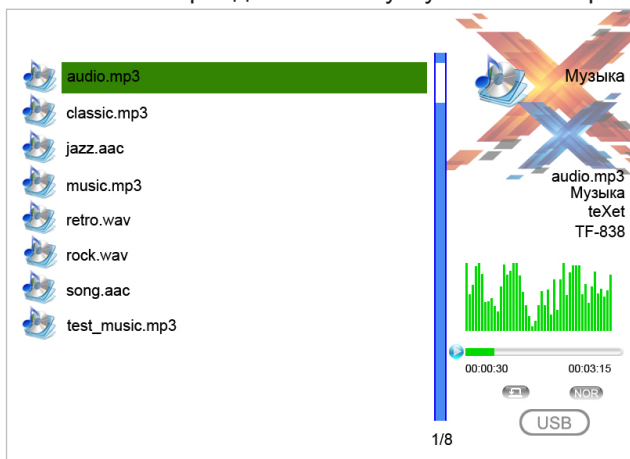 audio.mp3
classic.mp3
jazz.aac
music.mp3
retro.wav
rock.wav
song.aac
test_music.mp3
1/8
Музыка
audio.mp3
Музыка
teXet
TF-838
00:00:30 00:03:15
NOR
USB